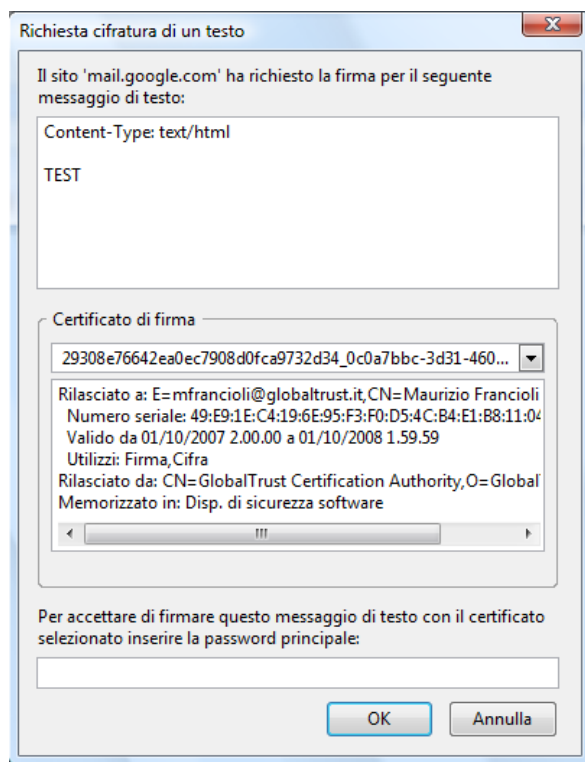 Richiesta cifratura di un testo
Il sito 'mail.google.com' ha richiesto la firma per il seguente
messaggio di testo:
Content-Type: text/html
TEST
Certificato di firma
29308e76642ea0ec7908d0fca9732d34_0c0a7bbc-3d31-460...
Rilasciato a: E=mfrancioli@globaltrust.it,CN=Maurizio Francioli
Numero seriale: 49:E9:1E:C4:19:6E:95:F3:F0:D5:4C:B4:E1:B8:11:04
Valido da 01/10/2007 2.00.00 a 01/10/2008 1.59.59
Utilizzi: Firma,Cifra
Rilasciato da: CN=GlobalTrust Certification Authority,O=Global
Memorizzato in: Disp. di sicurezza software
Per accettare di firmare questo messaggio di testo con il certificato
selezionato inserire la password principale:
OK
Annulla